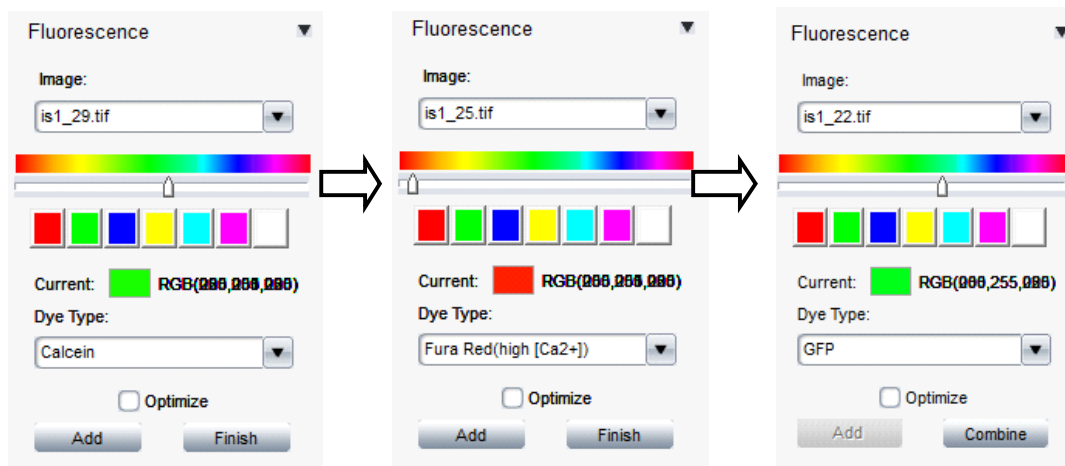 Fluorescence
Image:
is1_29.tif
Current:
Dye Type:
Calcein
Optimize
Add Finish
Fluorescence
Image:
is1_25.tif
Current:
Dye Type:
Fura Red(high [Ca2+])
Optimize
Add Finish
Fluorescence
Image:
is1_22.tif
Current:
Dye Type:
GFP
Optimize
Add Combine